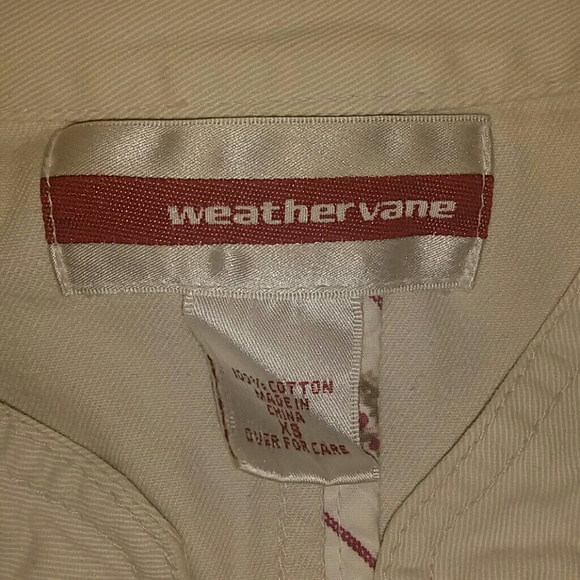 weathervane
100% COTTON
MADE IN
CHINA
XS
OVER FOR CARE